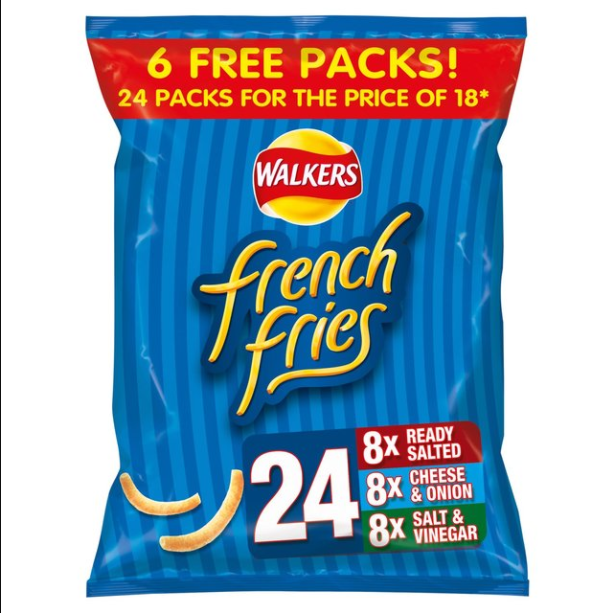 6 FREE PACKS!
24 PACKS FOR THE PRICE OF 18*
WALKERS
french
fries
24
8x READY
SALTED
8x CHEESE
& ONION
8x SALT &
VINEGAR